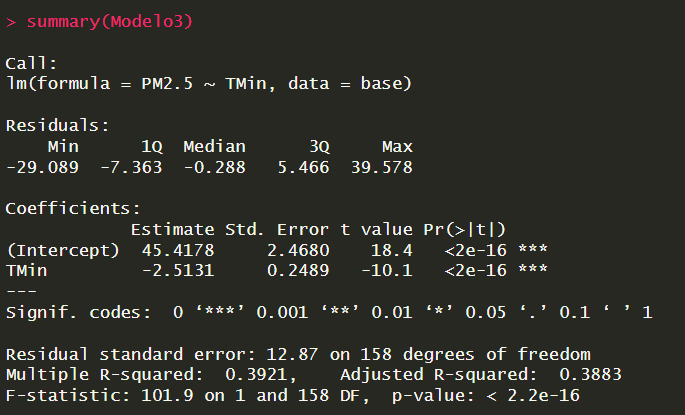 > summary(Modelo3)
Call:
lm(formula = PM2.5 ~ TMin, data = base)
Residuals:
    Min      1Q  Median      3Q     Max
-29.089  -7.363  -0.288   5.466  39.578
Coefficients:
            Estimate Std. Error t value Pr(>|t|)
(Intercept)  45.4178     2.4680    18.4   <2e-16 ***
TMin         -2.5131     0.2489   -10.1   <2e-16 ***
---
Signif. codes:  0 ‘***’ 0.001 ‘**’ 0.01 ‘*’ 0.05 ‘.’ 0.1 ‘ ’ 1
Residual standard error: 12.87 on 158 degrees of freedom
Multiple R-squared:  0.3921,    Adjusted R-squared:  0.3883
F-statistic: 101.9 on 1 and 158 DF,  p-value: < 2.2e-16